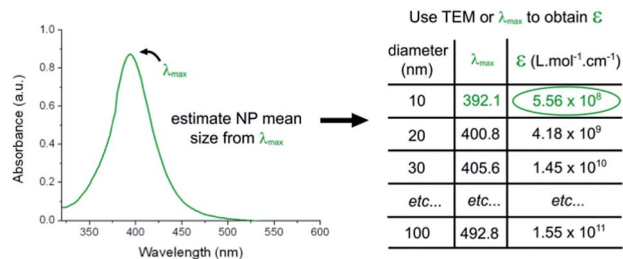 Use TEM or λmax to obtain ε
1.0
0.8
0.6
0.4
0.2
0.0
Absorbance (a.u.)
λmax
estimate NP mean
size from λmax
350 400 450 500 550 600
Wavelength (nm)
diameter (nm) λmax ε (L.mol⁻¹.cm⁻¹)
10 392.1 5.56 x 10⁸
20 400.8 4.18 x 10⁹
30 405.6 1.45 x 10¹⁰
etc... etc... etc...
100 492.8 1.55 x 10¹¹